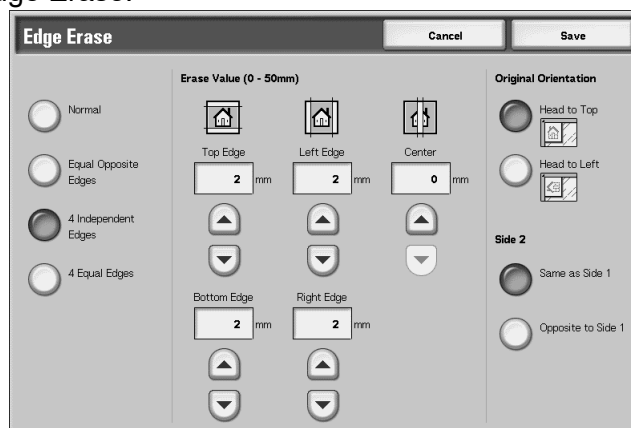 Edge Erase.
Edge Erase
Cancel
Save
Normal
Equal Opposite
Edges
4 Independent
Edges
4 Equal Edges
Erase Value (0 - 50mm)
Top Edge
2 mm
Left Edge
2 mm
Center
0 mm
Bottom Edge
2 mm
Right Edge
2 mm
Original Orientation
Head to Top
Head to Left
Side 2
Same as Side 1
Opposite to Side 1